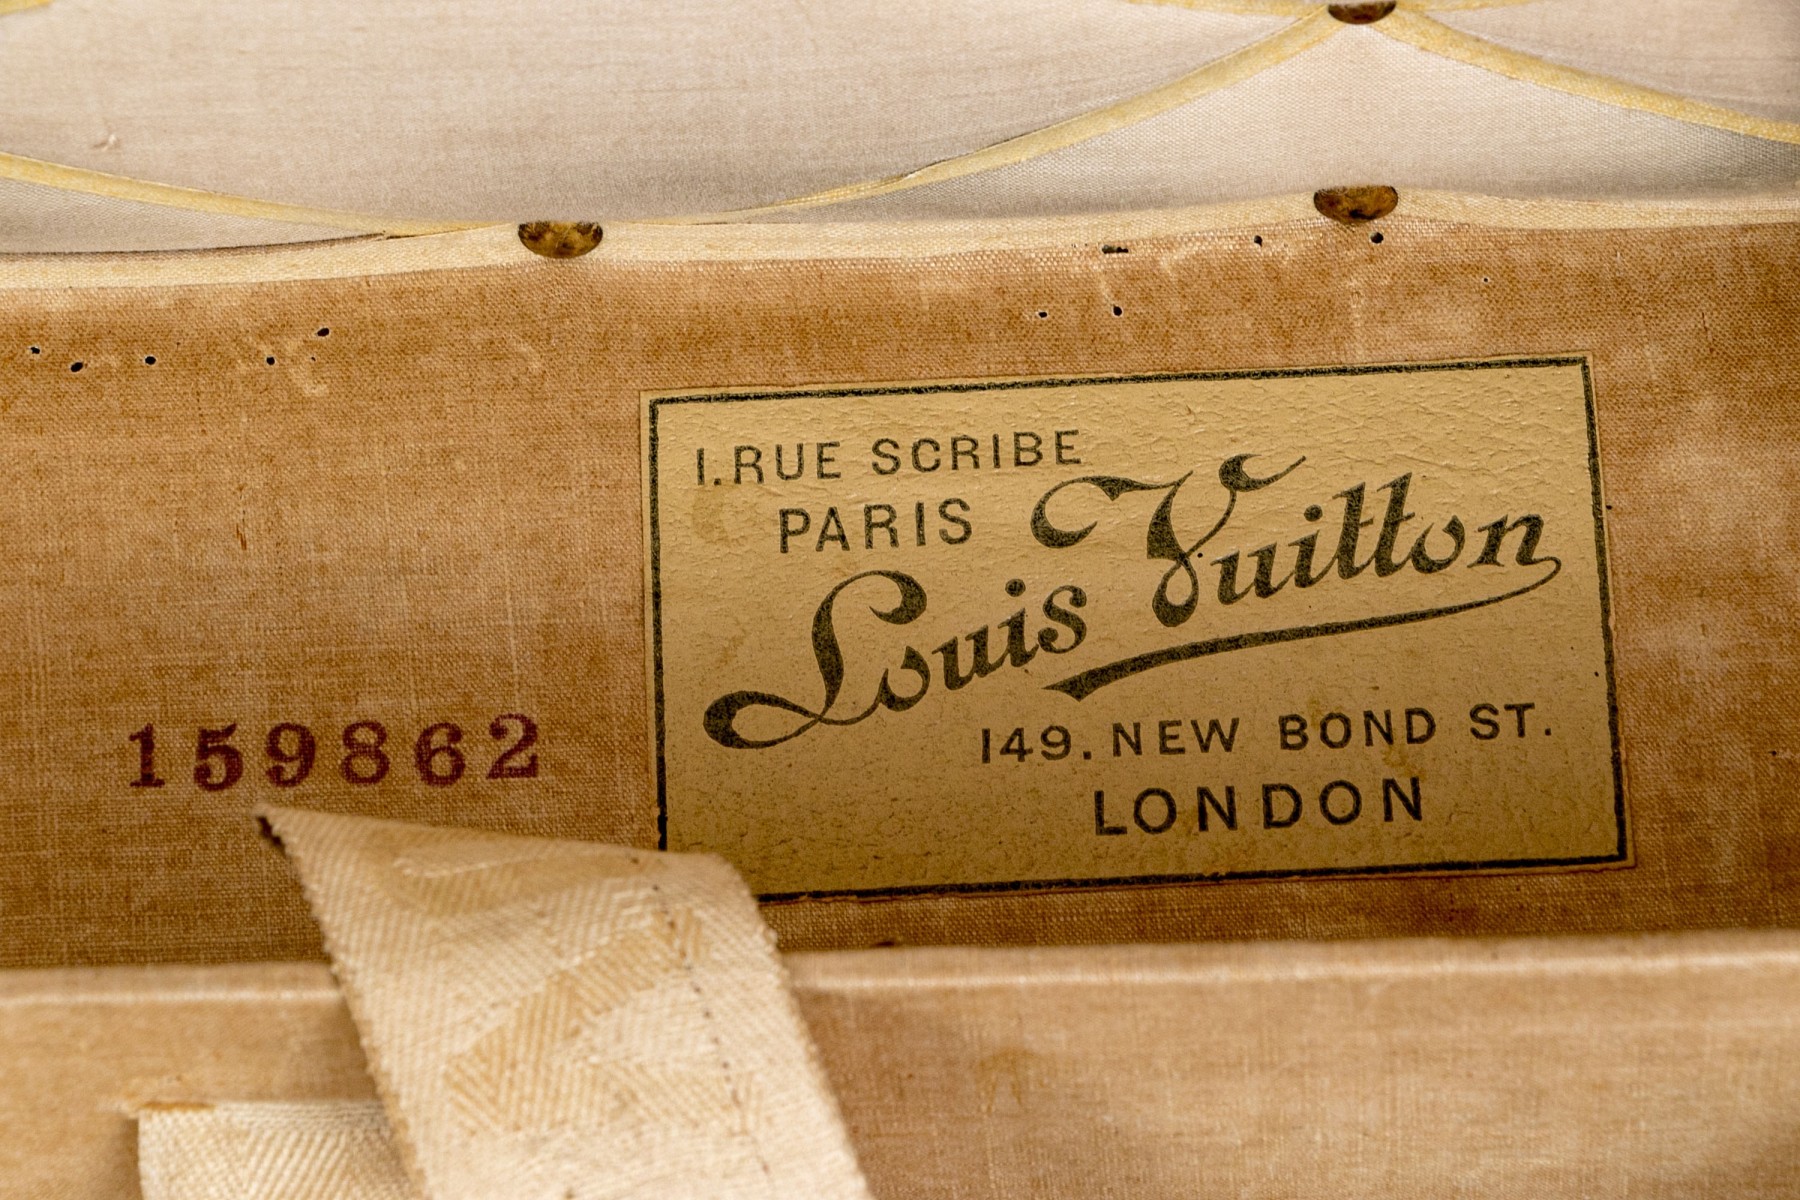 1. RUE SCRIBE
PARIS
Louis Vuitton
149. NEW BOND ST.
LONDON
159862